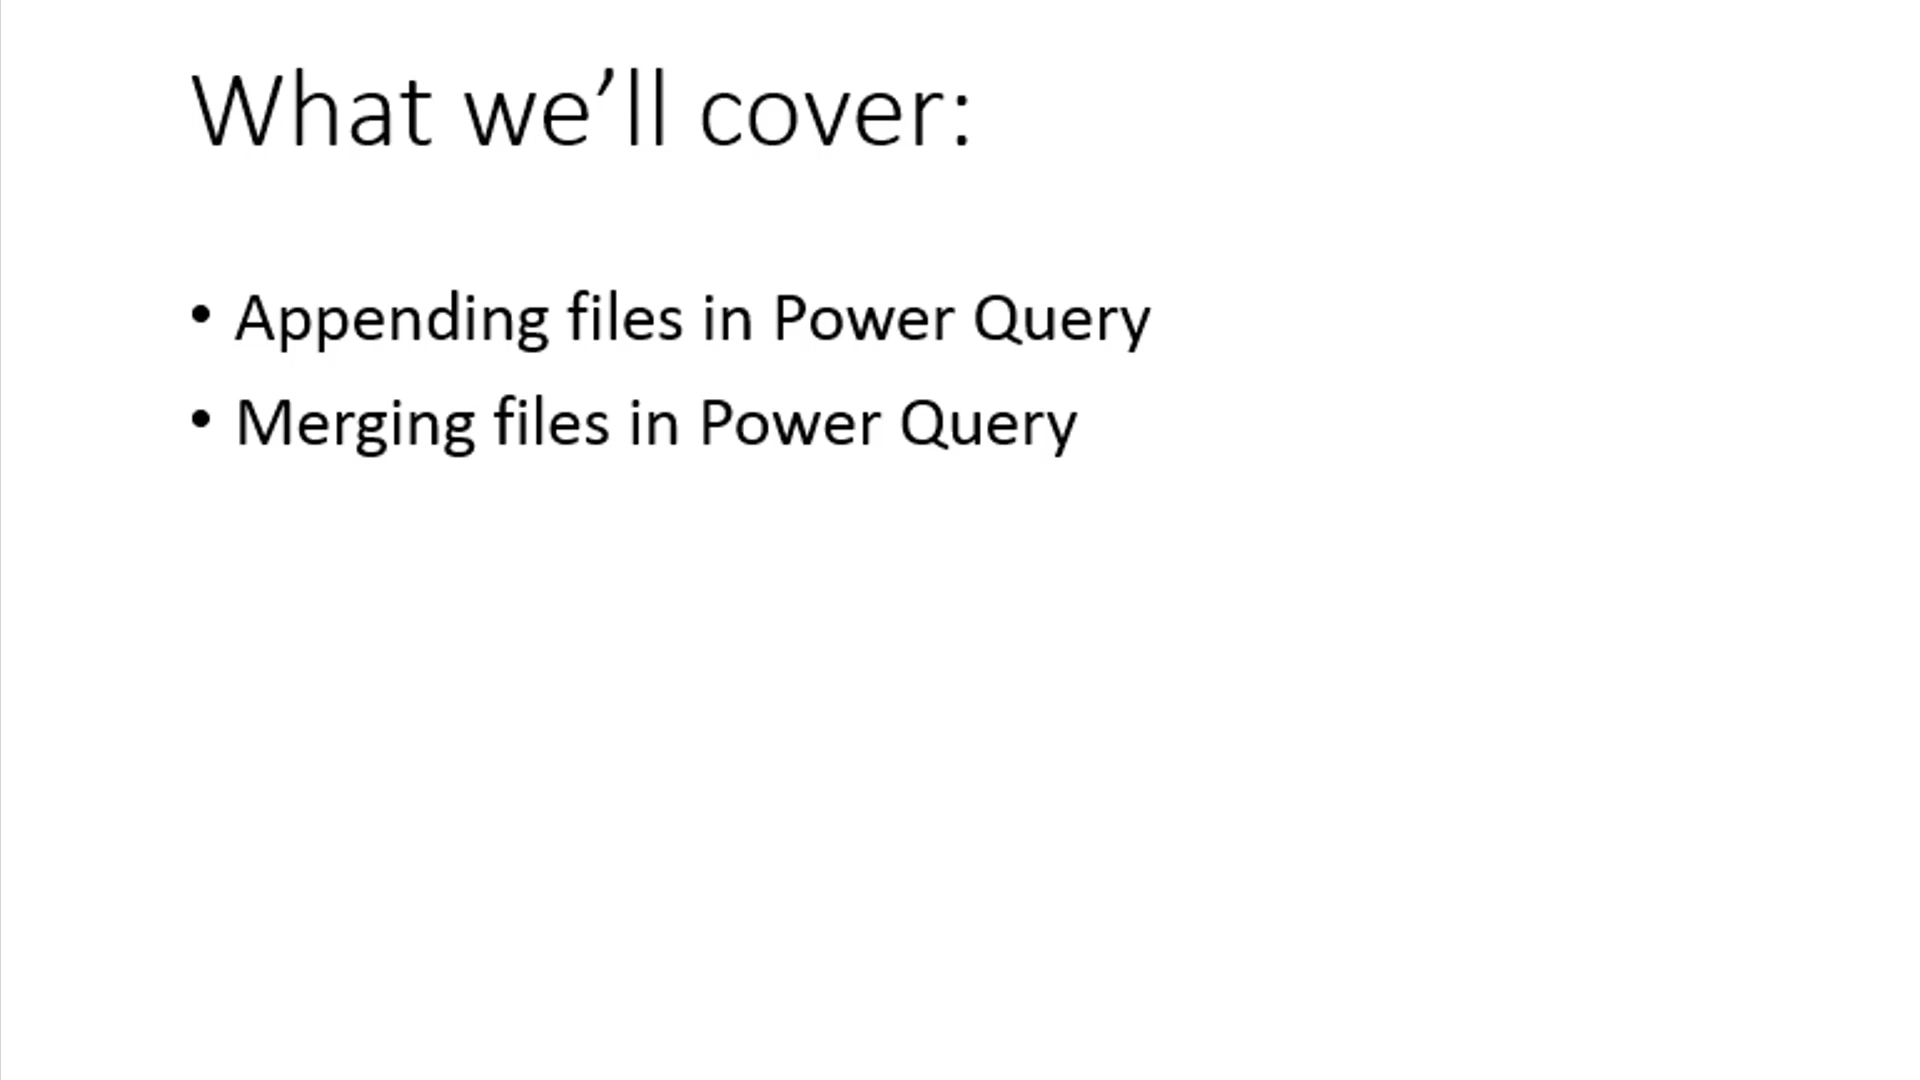 What we’ll cover:
• Appending files in Power Query
• Merging files in Power Query